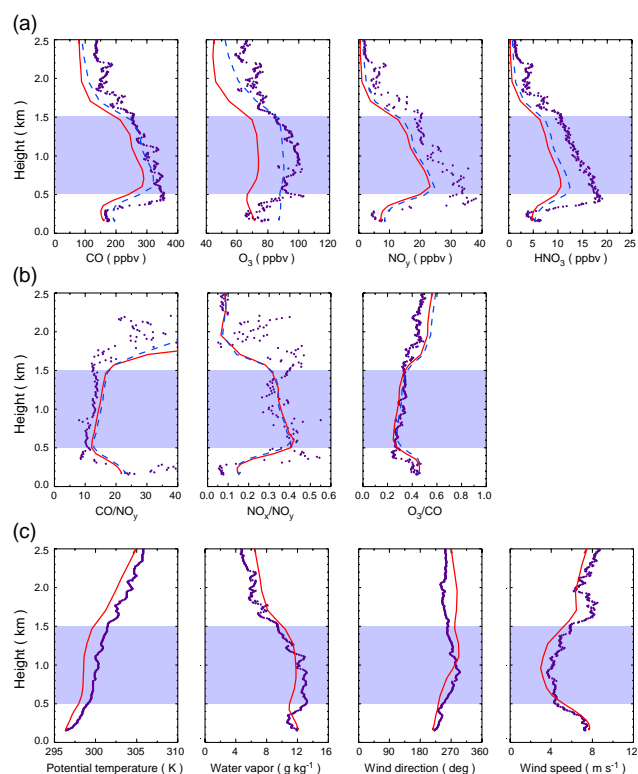 (a)
2.5
2.0
1.5
1.0
0.5
0.0
Height ( km )
0 100 200 300 400
CO ( ppbv )
40 60 80 100 120
O3 ( ppbv )
0 10 20 30 40
NOy ( ppbv )
0 5 10 15 20 25
HNO3 ( ppbv )
(b)
2.5
2.0
1.5
1.0
0.5
0.0
Height ( km )
0 10 20 30 40
CO/NOy
0.0 0.1 0.2 0.3 0.4 0.5 0.6
NOx/NOy
0.0 0.2 0.4 0.6 0.8 1.0
O3/CO
(c)
2.5
2.0
1.5
1.0
0.5
0.0
Height ( km )
295 300 305 310
Potential temperature ( K )
0 4 8 12 16
Water vapor ( g kg-1 )
0 90 180 270 360
Wind direction ( deg )
0 2 4 6 8 10
Wind speed ( m s-1 )